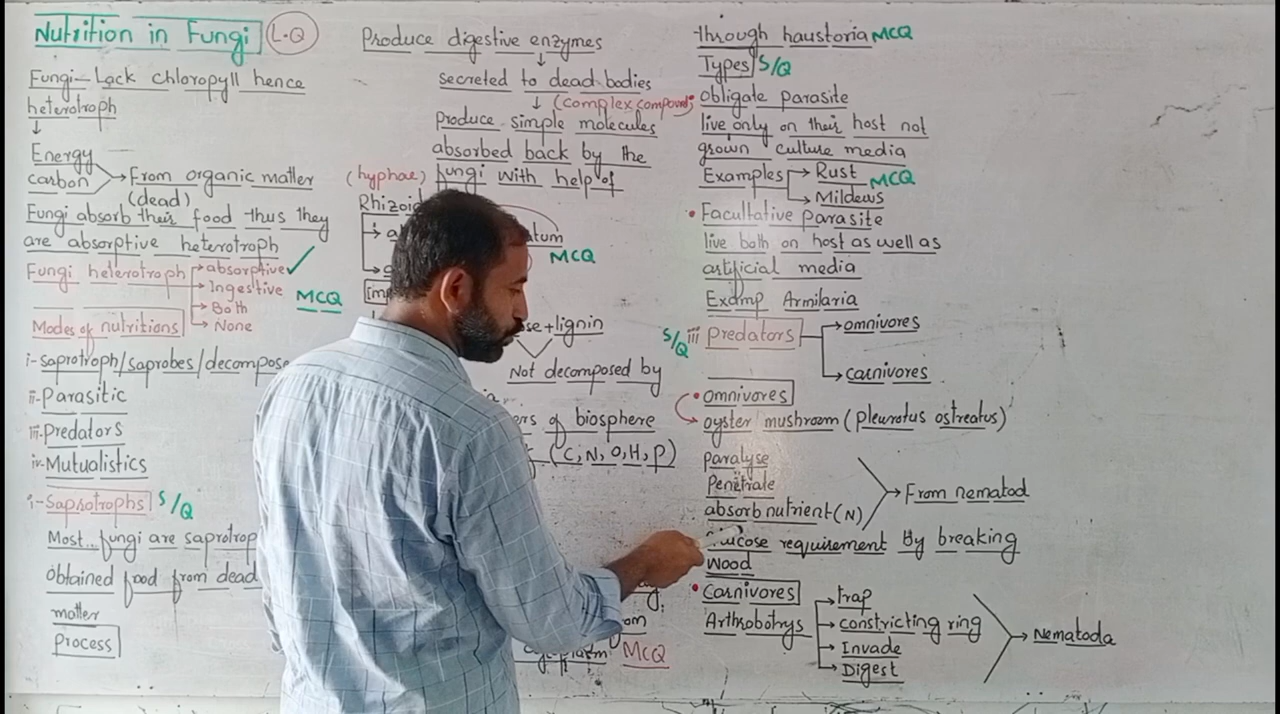 Nutrition in Fungi L.Q
Fungi - Lack chloropyll hence
heterotroph
Energy
carbon
From organic matter
(dead)
Fungi absorb their food thus they
are absorptive heterotroph
Fungi heterotroph
absorptive
Ingestive
Both
None
MCQ
Modes of nutritions
i-saprotroph/saprobes/decompose
ii-Parasitic
iii-Predators
iv-Mutualistics
i-Saprotrophs S/Q
Most fungi are saprotrop
obtained food from dead
matter
Process
Produce digestive enzymes
secreted to dead bodies
(complex compound)
Produce simple molecules
absorbed back by the
(hyphae) fungi with help of
Rhizoid
MCQ
lignin
Not decomposed by
of biosphere
(C, N, O, H, P)
MCQ
through haustoria MCQ
Types S/Q
• obligate parasite
live only on their host not
grown culture media
Examples
Rust
Mildews
MCQ
• Facultative parasite
live both on host as well as
artificial media
Examp Armilaria
S/Q iii Predators
omnivores
carnivores
• omnivores
oyster mushroom (pleurotus ostreatus)
Paralyse
Penetrate
absorb nutrient (N)
From nematod
requirement By breaking
Wood
• Carnivores
Arthrobotrys
trap
constricting ring
Invade
Digest
Nematoda